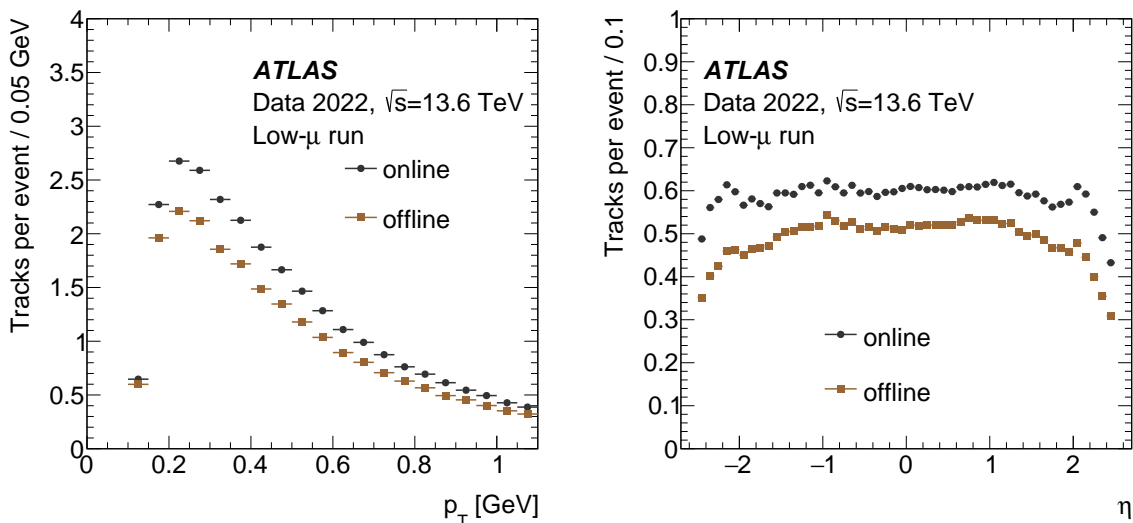 Tracks per event / 0.05 GeV
4
3.5
3
2.5
2
1.5
1
0.5
0
ATLAS
Data 2022, √s=13.6 TeV
Low-μ run
online
offline
0 0.2 0.4 0.6 0.8 1
p_T [GeV]
Tracks per event / 0.1
1
0.9
0.8
0.7
0.6
0.5
0.4
0.3
0.2
0.1
0
ATLAS
Data 2022, √s=13.6 TeV
Low-μ run
online
offline
−2 −1 0 1 2
η